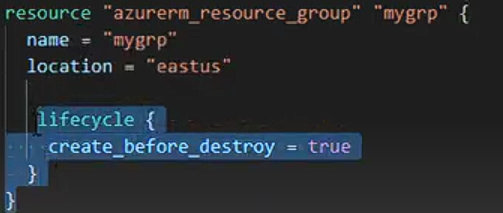 resource "azurerm_resource_group" "mygrp" {
name = "mygrp"
location = "eastus"
lifecycle {
create_before_destroy = true
}
}